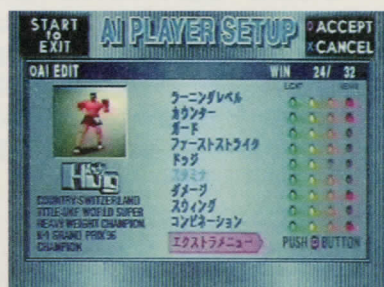 START
TO
EXIT
AI PLAYER SETUP
○ACCEPT
×CANCEL
○AI EDIT
WIN 24/ 32
ラーニングレベル
カウンター
ガード
ファーストストライク
ドッジ
スタミナ
ダメージ
スウィング
コンビネーション
エクストラメニュー
Hug
COUNTRY:SWITZERLAND
TITLE:UKF WORLD SUPER
HEAVY WEIGHT CHAMPION,
K-1 GRAND PRIX'96
CHAMPION
PUSH BUTTON